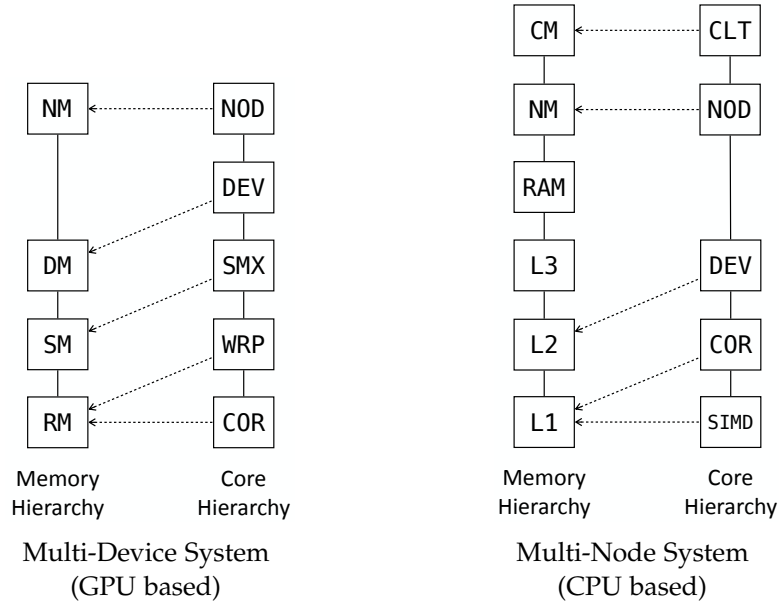 CM CLT
NM NOD NM NOD
DEV RAM
DM SMX L3 DEV
SM WRP L2 COR
RM COR L1 SIMD
Memory Hierarchy
Core Hierarchy
Memory Hierarchy
Core Hierarchy
Multi-Device System
(GPU based)
Multi-Node System
(CPU based)